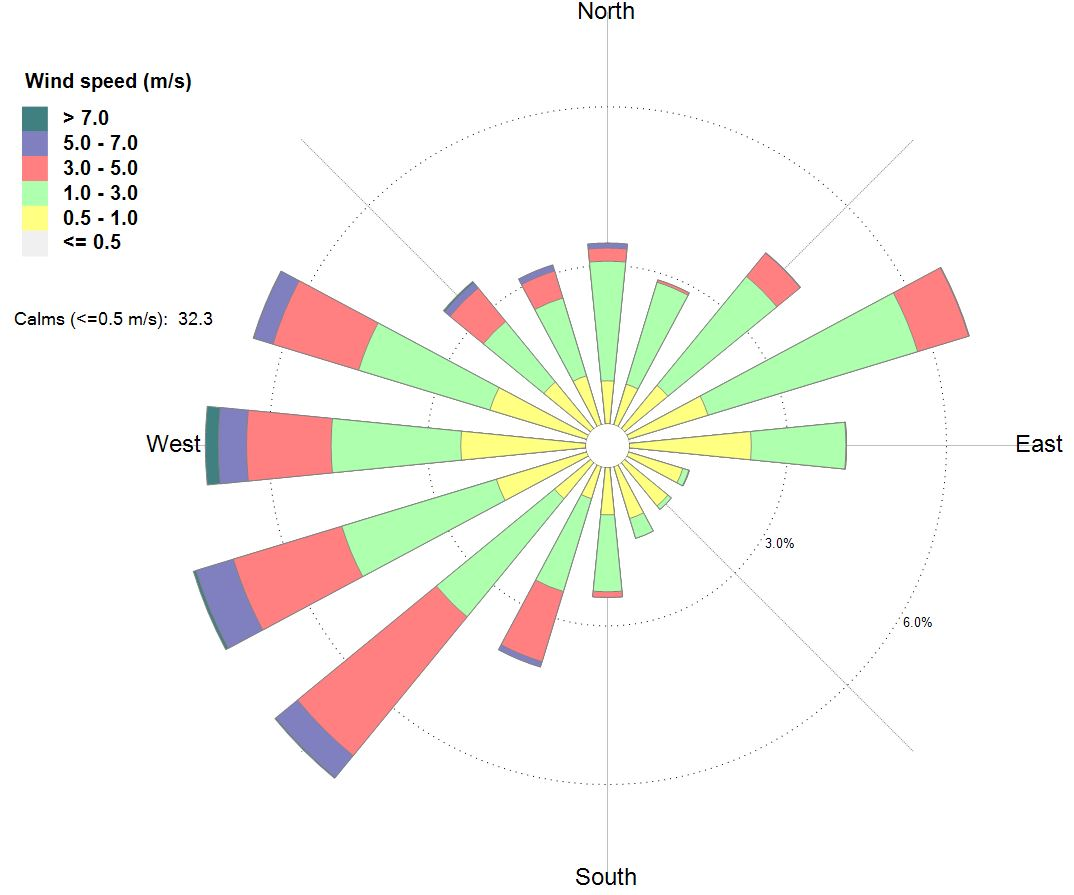 North
Wind speed (m/s)
> 7.0
5.0 - 7.0
3.0 - 5.0
1.0 - 3.0
0.5 - 1.0
<= 0.5
Calms (<=0.5 m/s): 32.3
West
East
3.0%
6.0%
South